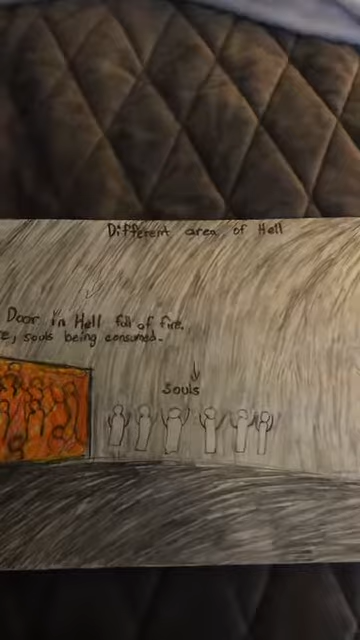 Different area of Hell
Door in Hell full of fire.
e, souls being consumed.
Souls